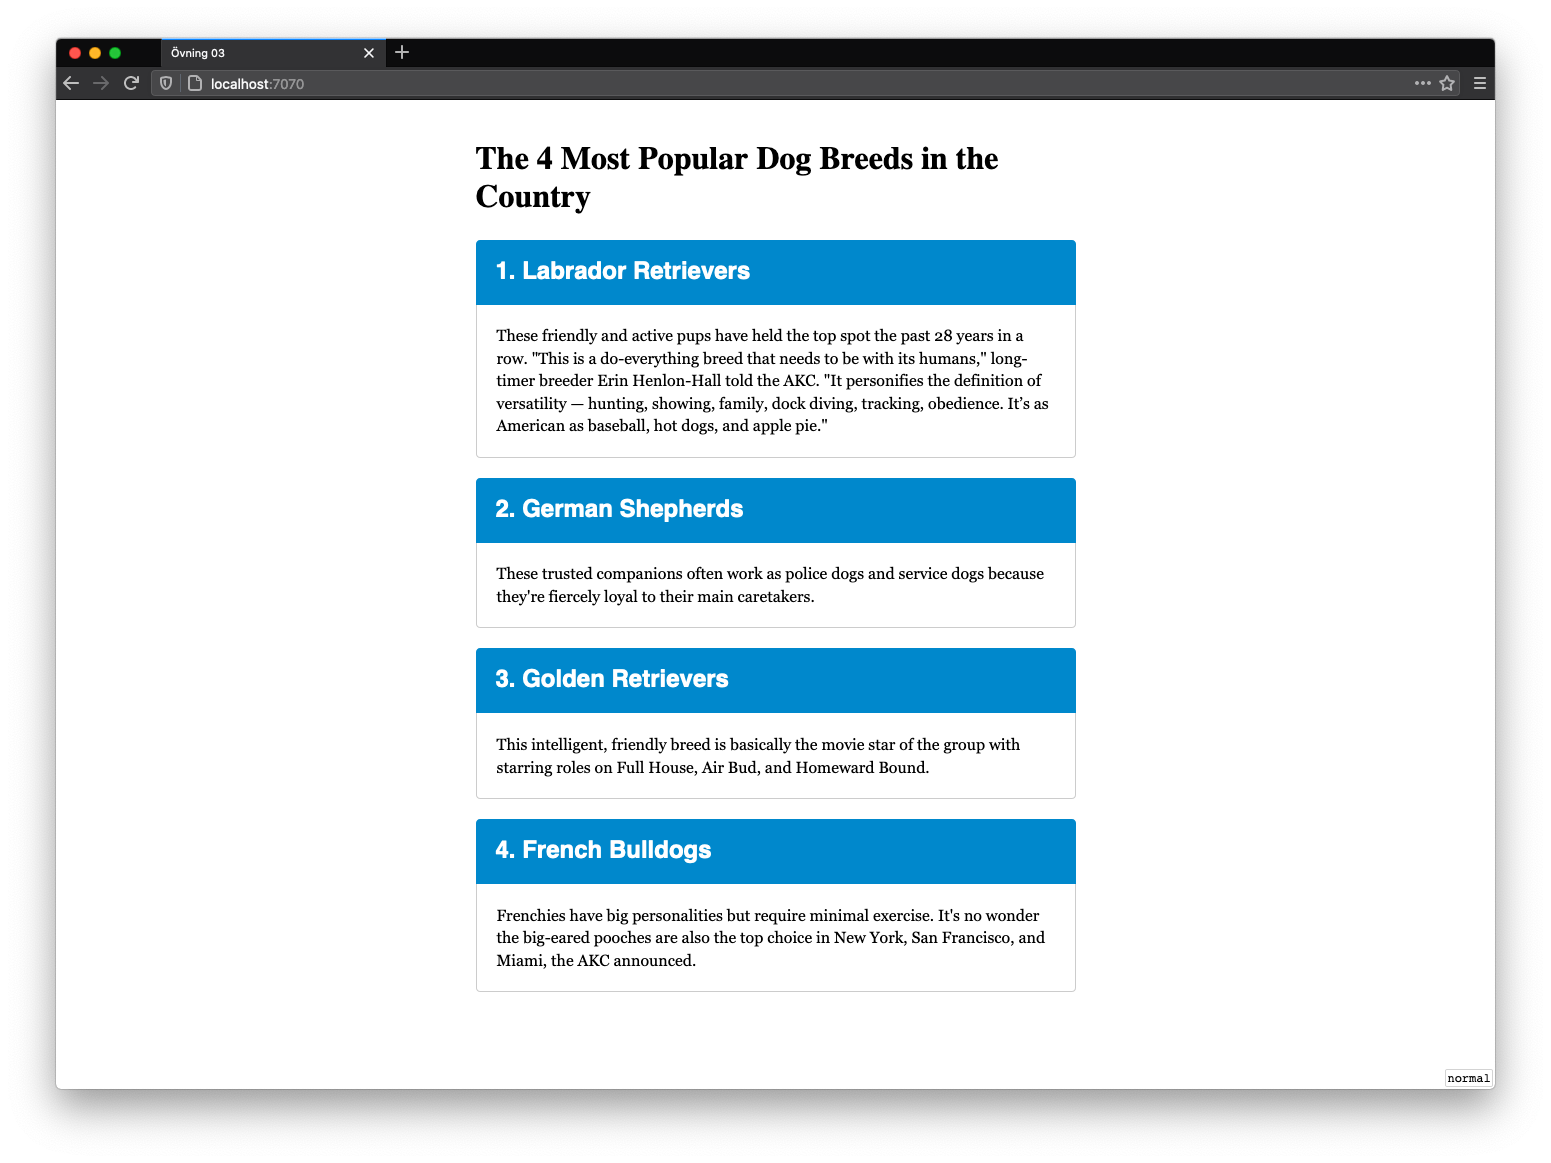 Övning 03
localhost:7070
The 4 Most Popular Dog Breeds in the
Country
1. Labrador Retrievers
These friendly and active pups have held the top spot the past 28 years in a
row. "This is a do-everything breed that needs to be with its humans," long-
timer breeder Erin Henlon-Hall told the AKC. "It personifies the definition of
versatility — hunting, showing, family, dock diving, tracking, obedience. It’s as
American as baseball, hot dogs, and apple pie."
2. German Shepherds
These trusted companions often work as police dogs and service dogs because
they're fiercely loyal to their main caretakers.
3. Golden Retrievers
This intelligent, friendly breed is basically the movie star of the group with
starring roles on Full House, Air Bud, and Homeward Bound.
4. French Bulldogs
Frenchies have big personalities but require minimal exercise. It's no wonder
the big-eared pooches are also the top choice in New York, San Francisco, and
Miami, the AKC announced.
normal